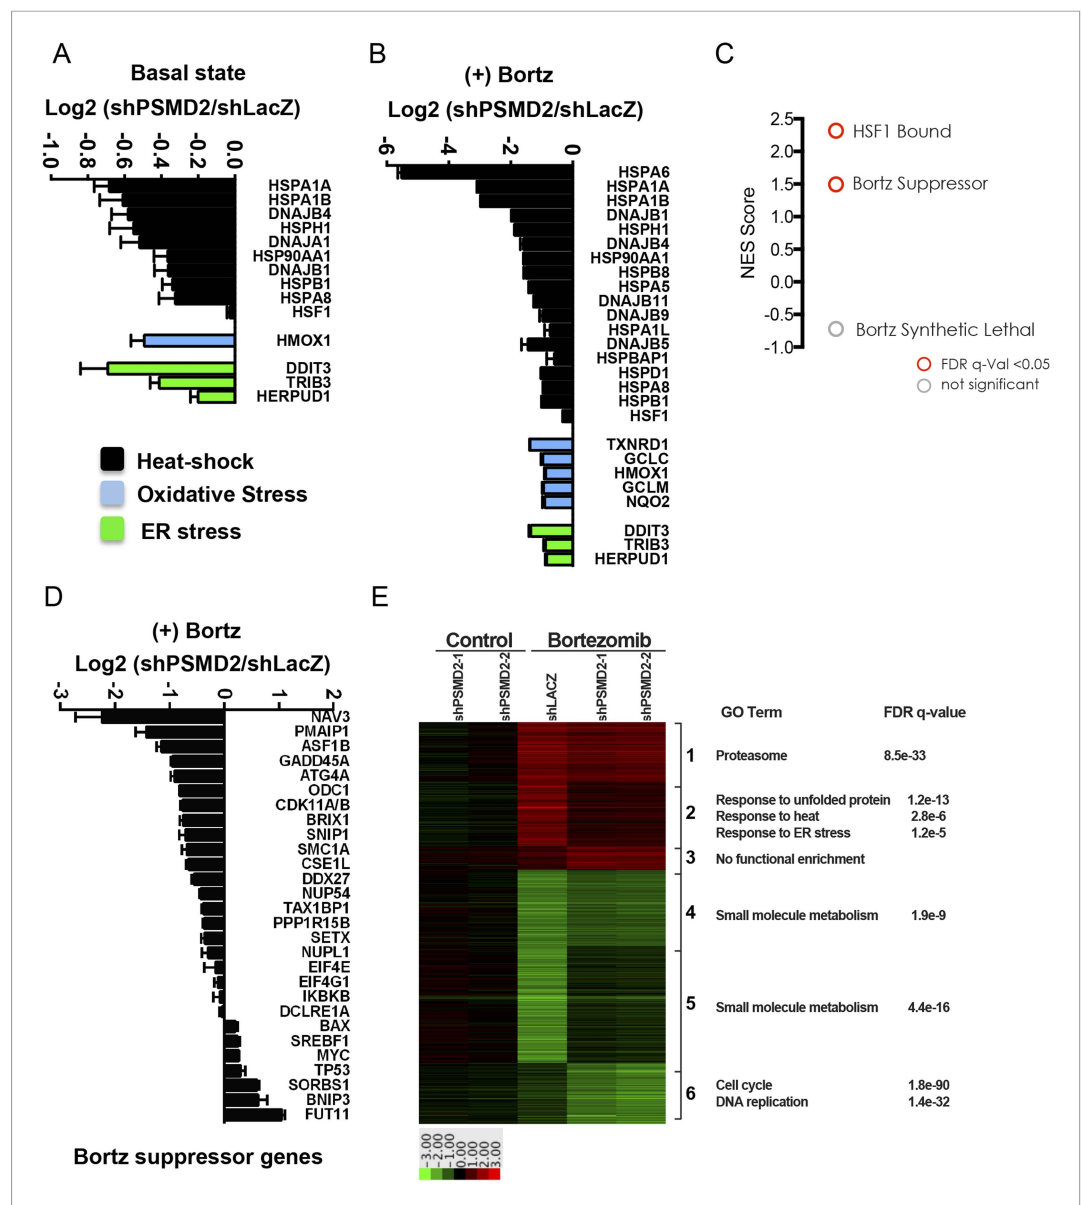 A
Basal state
Log2 (shPSMD2/shLacZ)
-1.0
-0.8
-0.6
-0.4
-0.2
0.0
HSPA1A
HSPA1B
DNAJB4
HSPH1
DNAJA1
HSP90AA1
DNAJB1
HSPB1
HSPA8
HSF1
HMOX1
DDIT3
TRIB3
HERPUD1
Heat-shock
Oxidative Stress
ER stress
B
(+) Bortz
Log2 (shPSMD2/shLacZ)
-6
-4
-2
0
HSPA6
HSPA1A
HSPA1B
DNAJB1
HSPH1
DNAJB4
HSP90AA1
HSPB8
HSPA5
DNAJB11
DNAJB9
HSPA1L
DNAJB5
HSPBAP1
HSPD1
HSPA8
HSPB1
HSF1
TXNRD1
GCLC
HMOX1
GCLM
NQO2
DDIT3
TRIB3
HERPUD1
C
NES Score
2.5
2.0
1.5
1.0
0.5
0.0
-0.5
-1.0
HSF1 Bound
Bortz Suppressor
Bortz Synthetic Lethal
FDR q-Val <0.05
not significant
D
(+) Bortz
Log2 (shPSMD2/shLacZ)
-3
-2
-1
0
1
2
NAV3
PMAIP1
ASF1B
GADD45A
ATG4A
ODC1
CDK11A/B
BRIX1
SNIP1
SMC1A
CSE1L
DDX27
NUP54
TAX1BP1
PPP1R15B
SETX
NUPL1
EIF4E
EIF4G1
IKBKB
DCLRE1A
BAX
SREBF1
MYC
TP53
SORBS1
BNIP3
FUT11
Bortz suppressor genes
E
Control
Bortezomib
shPSMD2-1
shPSMD2-2
shLACZ
shPSMD2-1
shPSMD2-2
GO Term FDR q-value
1 Proteasome 8.5e-33
2 Response to unfolded protein 1.2e-13
Response to heat 2.8e-6
Response to ER stress 1.2e-5
3 No functional enrichment
4 Small molecule metabolism 1.9e-9
5 Small molecule metabolism 4.4e-16
6 Cell cycle 1.8e-90
DNA replication 1.4e-32
-3.00
-2.00
-1.00
0.00
1.00
2.00
3.00